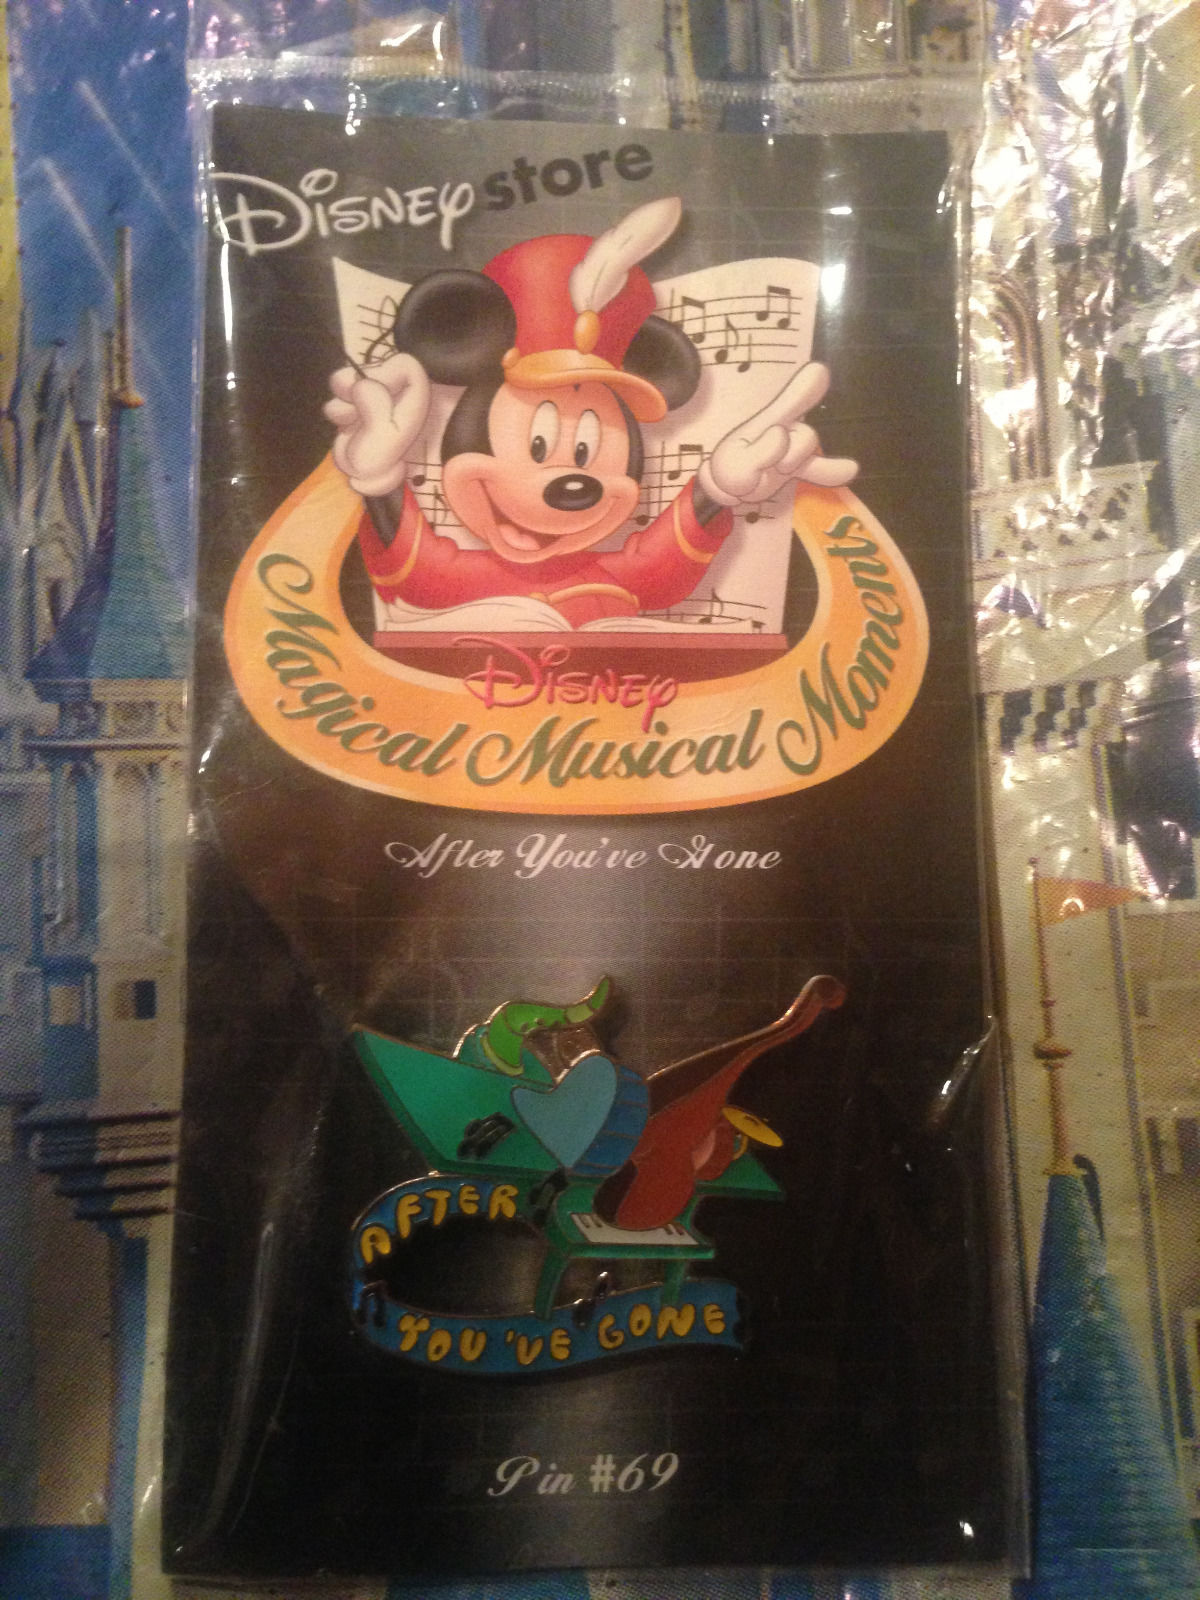 Disney store
Disney
Magical Musical Moments
After You've Gone
AFTER
YOU'VE GONE
Pin #69